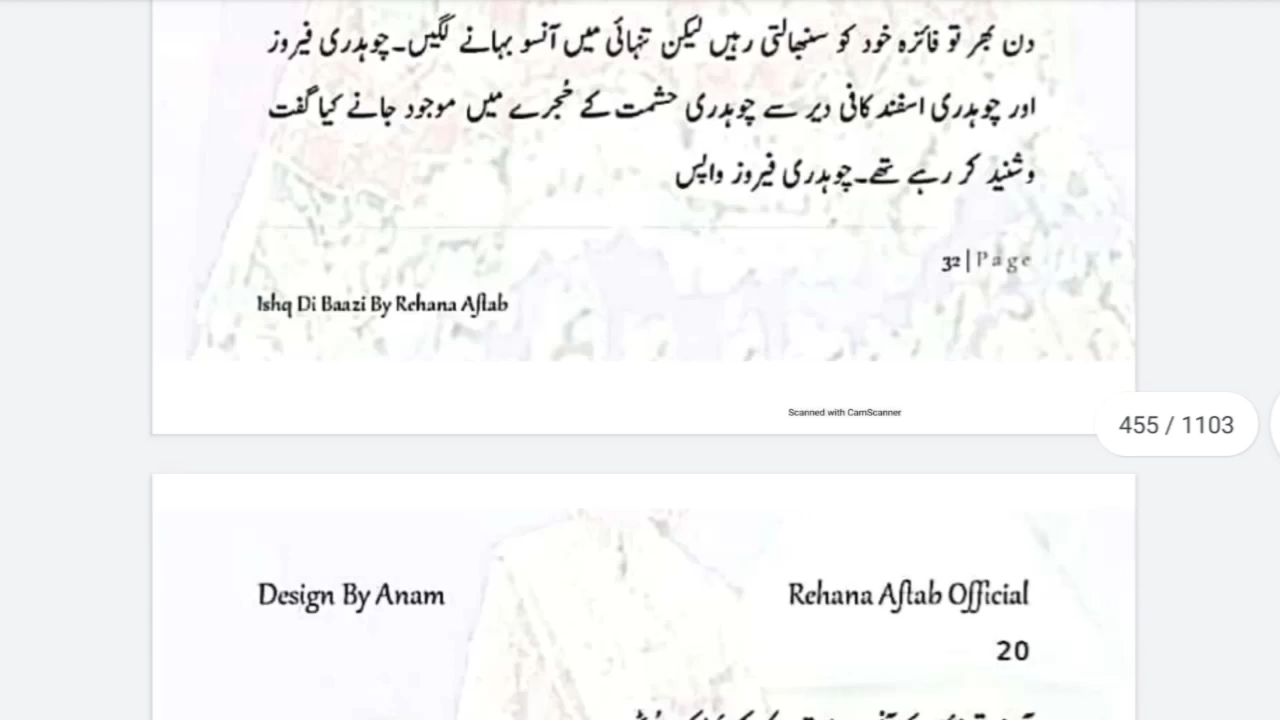 دن بھر تو فائزہ خود کو سنبھالتی رہیں لیکن تنہائی میں آنسو بہانے لگیں۔چوہدری فیروز
اور چوہدری اسفند کافی دیر سے چوہدری حشمت کے حُجرے میں موجود جانے کیا گفت
وشنید کر رہے تھے۔چوہدری فیروز واپس
32 | Page
Ishq Di Baazi By Rehana Aftab
Scanned with CamScanner
455 / 1103
Design By Anam
Rehana Aftab Official
20